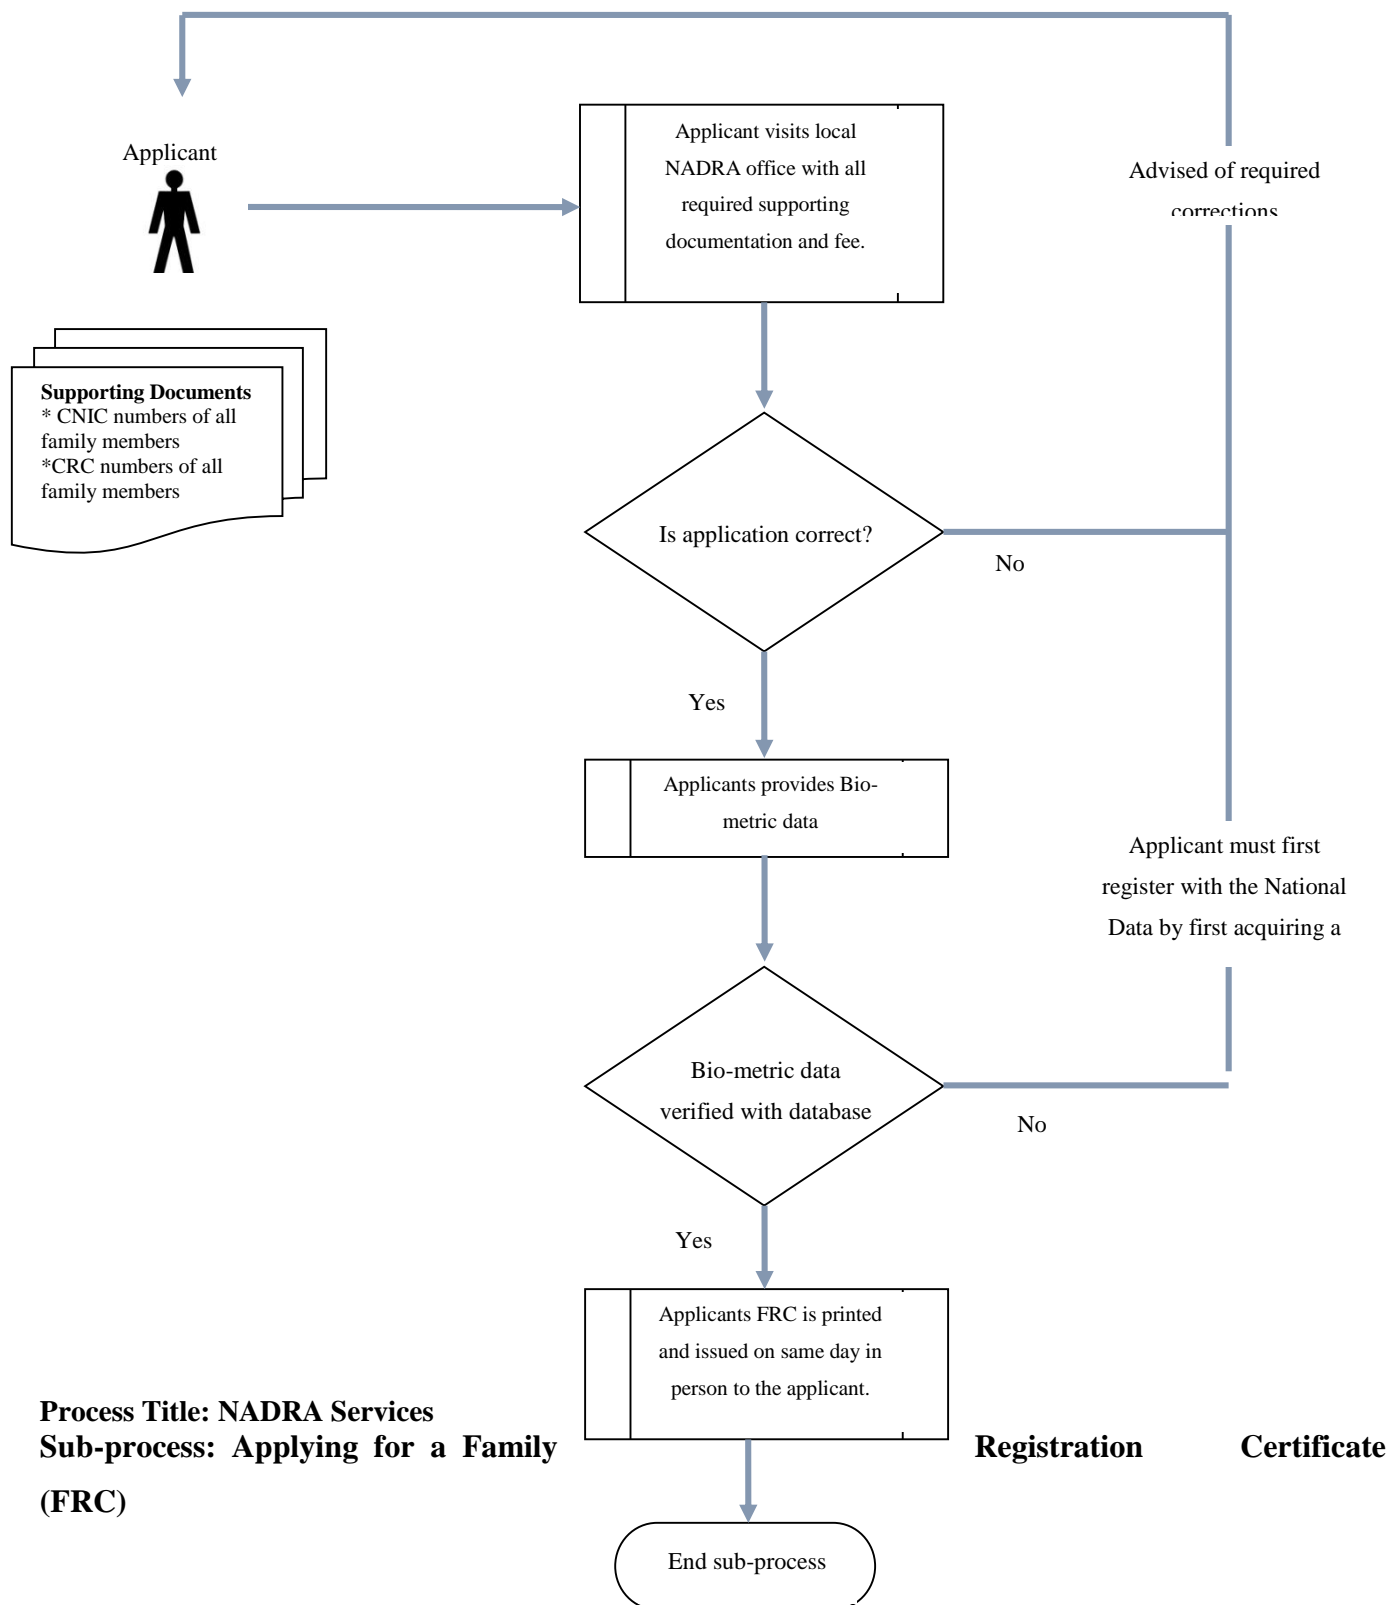 Applicant
Applicant visits local
NADRA office with all
required supporting
documentation and fee.
Advised of required
corrections
Supporting Documents
* CNIC numbers of all
family members
*CRC numbers of all
family members
Is application correct?
No
Yes
Applicants provides Bio-
metric data
Applicant must first
register with the National
Data by first acquiring a
Bio-metric data
verified with database
No
Yes
Applicants FRC is printed
and issued on same day in
person to the applicant.
Process Title: NADRA Services
Sub-process: Applying for a Family Registration Certificate
(FRC)
End sub-process